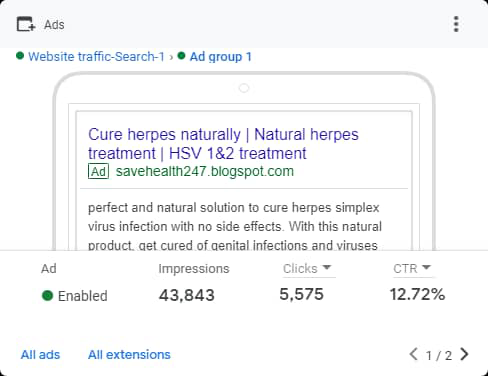 Ads
Website traffic-Search-1 › Ad group 1
Cure herpes naturally | Natural herpes
treatment | HSV 1&2 treatment
Ad savehealth247.blogspot.com
perfect and natural solution to cure herpes simplex
virus infection with no side effects. With this natural
product, get cured of genital infections and viruses
Ad Impressions Clicks CTR
Enabled 43,843 5,575 12.72%
All ads All extensions 1 / 2